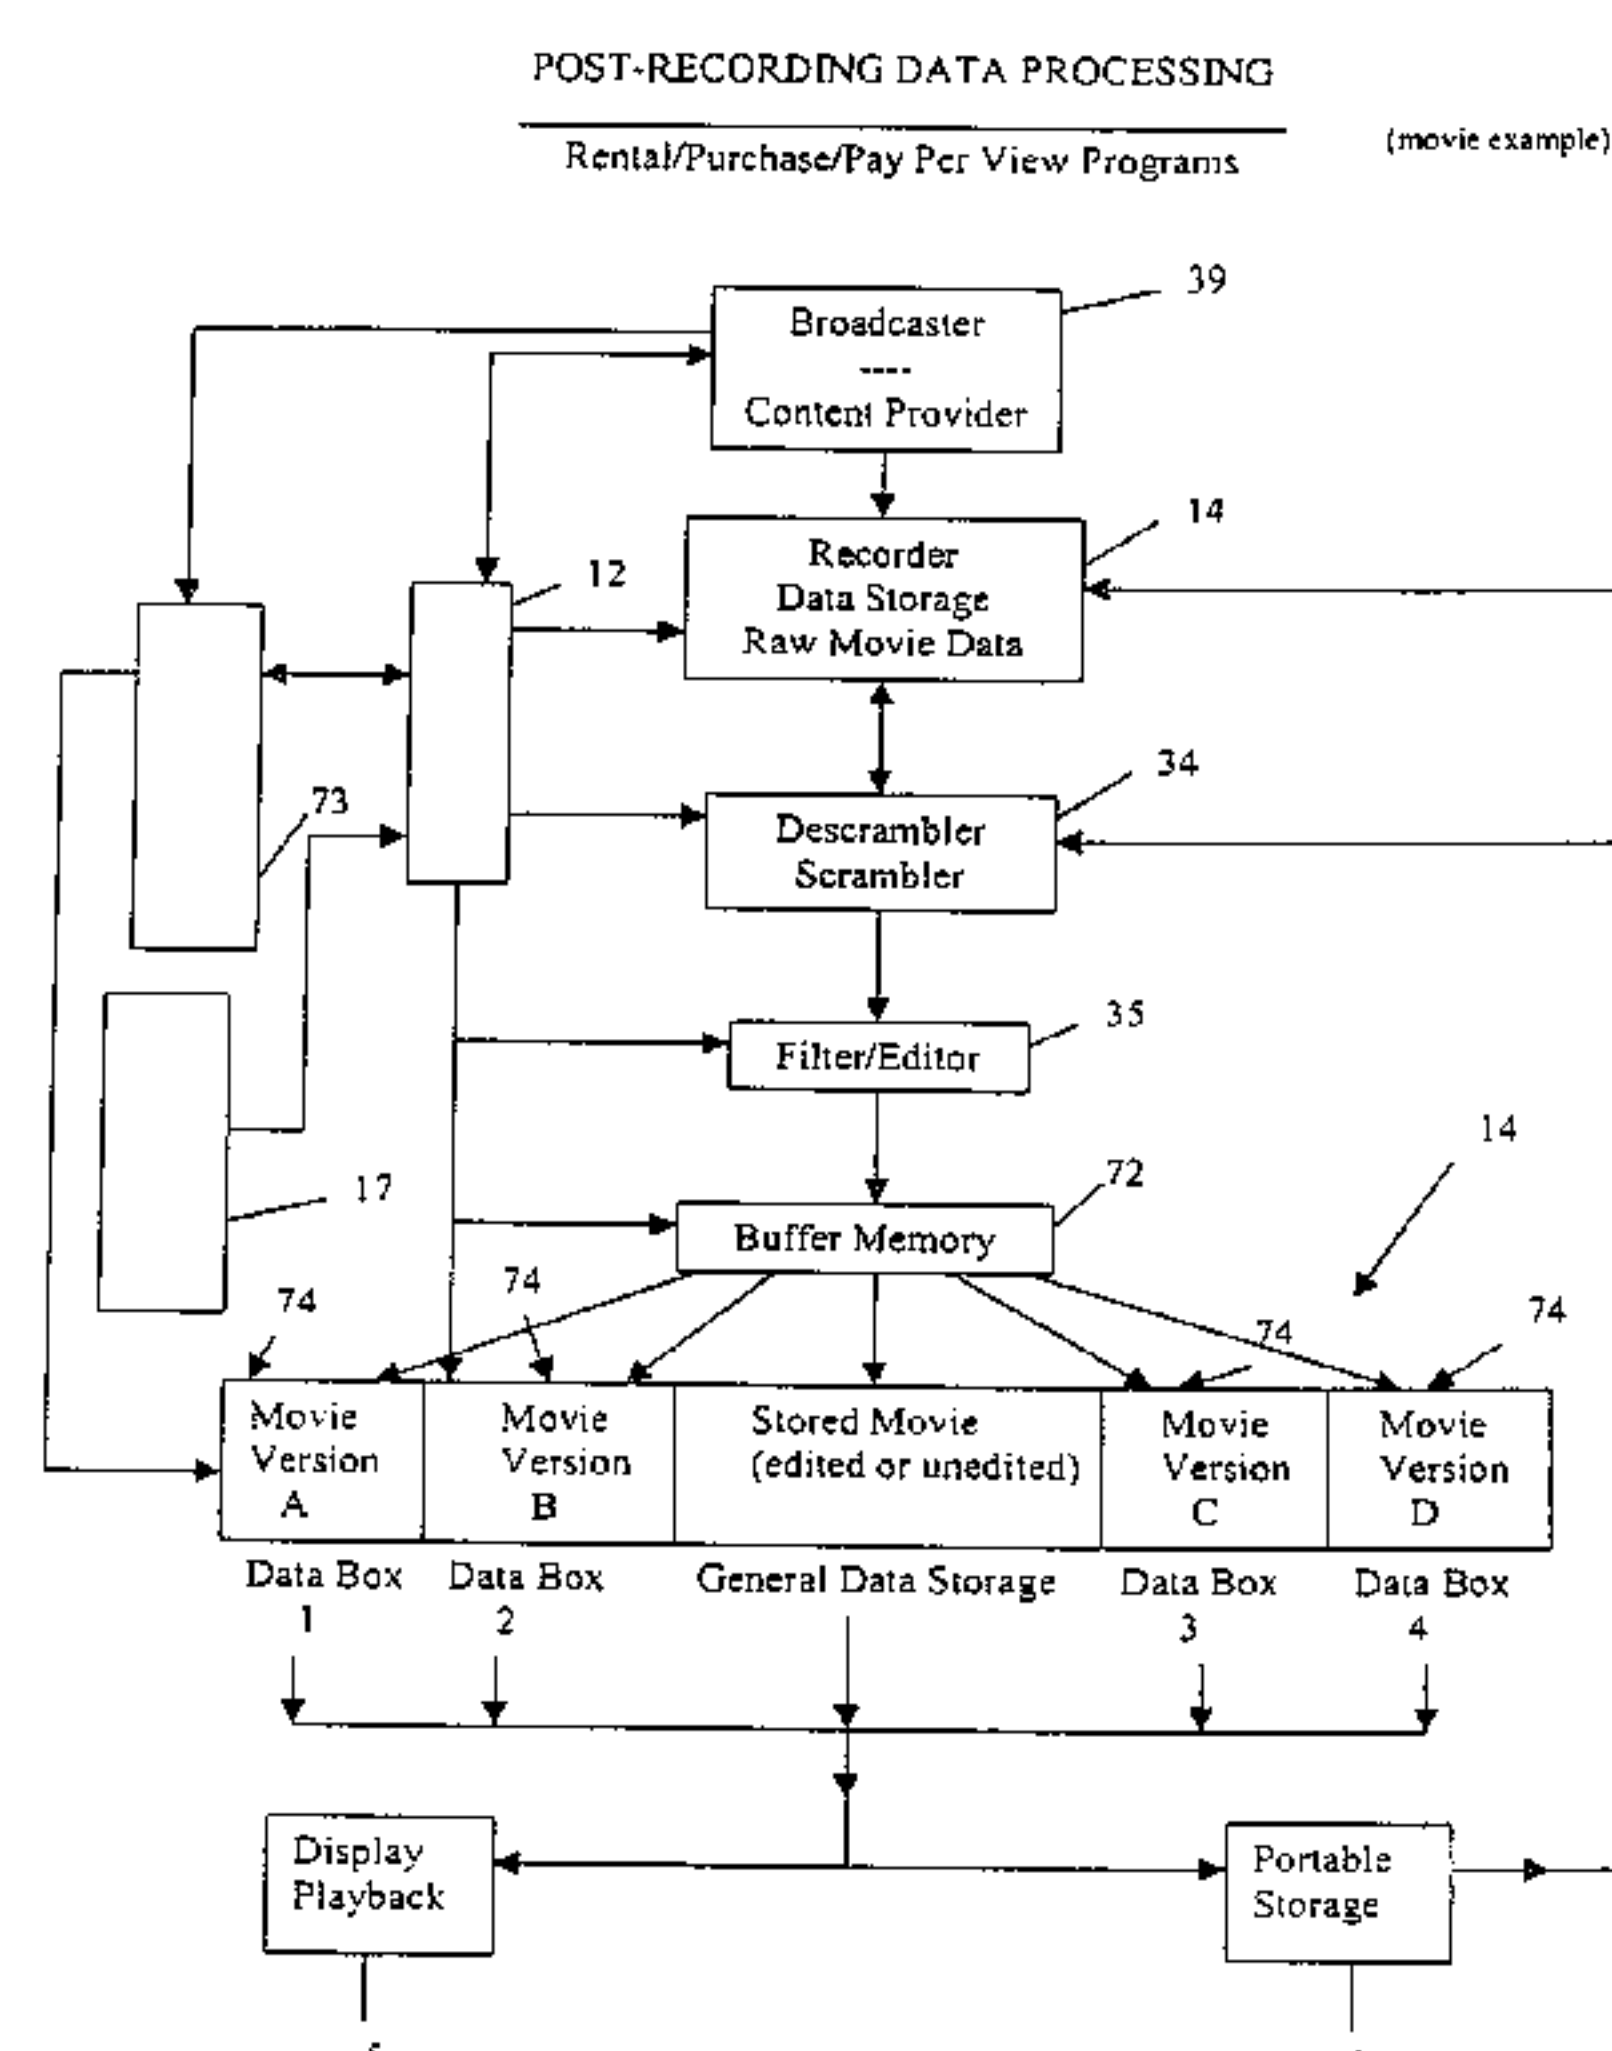 POST-RECORDING DATA PROCESSING
Rental/Purchase/Pay Per View Programs
(movie example)
39
Broadcaster
----
Content Provider
14
Recorder
Data Storage
Raw Movie Data
12
34
Descrambler
Scrambler
73
35
Filter/Editor
14
17
72
Buffer Memory
74
74
74
74
Movie
Version
A
Movie
Version
B
Stored Movie
(edited or unedited)
Movie
Version
C
Movie
Version
D
Data Box
1
Data Box
2
General Data Storage
Data Box
3
Data Box
4
Display
Playback
Portable
Storage